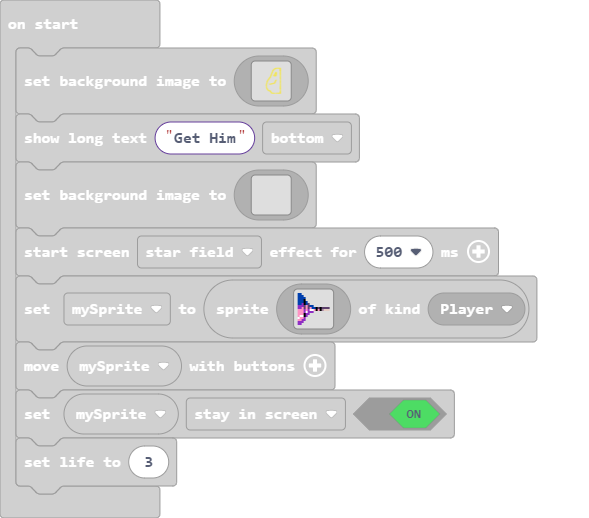 on start
set background image to
show long text "Get Him" bottom
set background image to
start screen star field effect for 500 ms
set mySprite to sprite of kind Player
move mySprite with buttons
set mySprite stay in screen ON
set life to 3